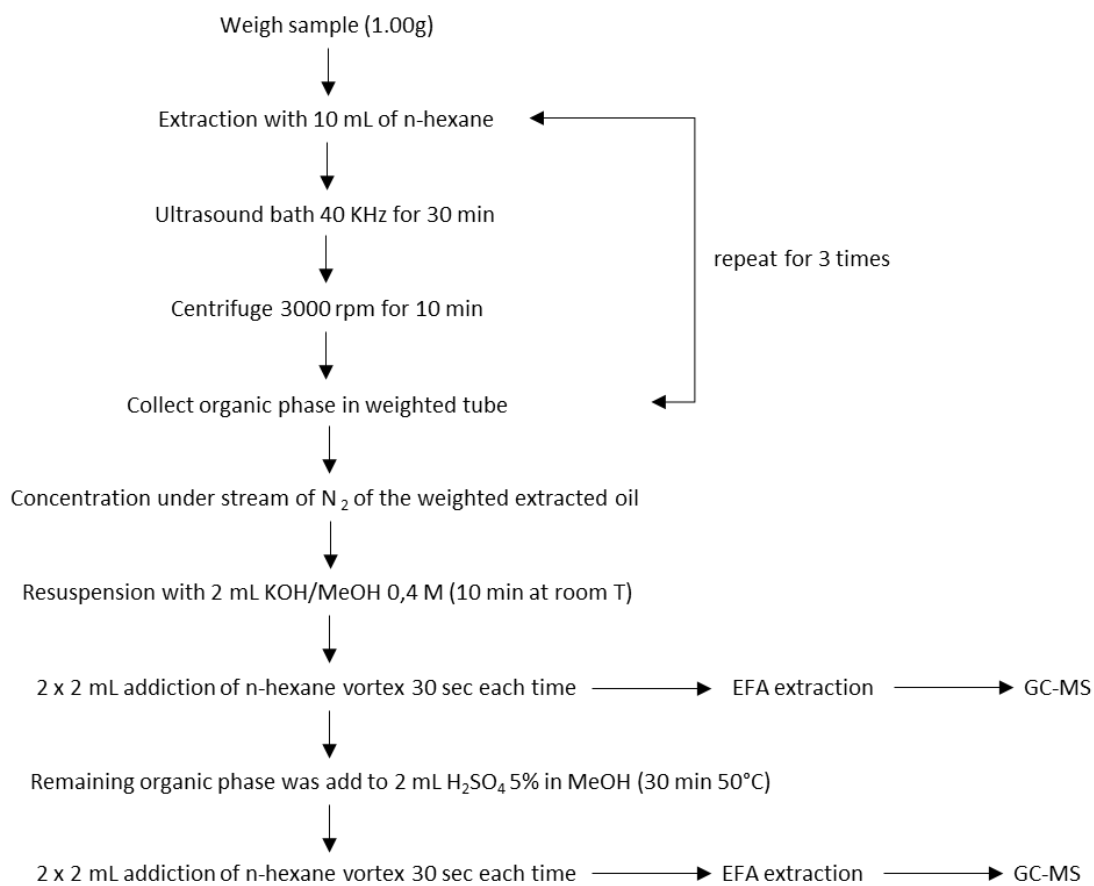 Weigh sample (1.00g)
Extraction with 10 mL of n-hexane
Ultrasound bath 40 KHz for 30 min
repeat for 3 times
Centrifuge 3000 rpm for 10 min
Collect organic phase in weighted tube
Concentration under stream of N₂ of the weighted extracted oil
Resuspension with 2 mL KOH/MeOH 0,4 M (10 min at room T)
2 x 2 mL addiction of n-hexane vortex 30 sec each time EFA extraction GC-MS
Remaining organic phase was add to 2 mL H₂SO₄ 5% in MeOH (30 min 50°C)
2 x 2 mL addiction of n-hexane vortex 30 sec each time EFA extraction GC-MS